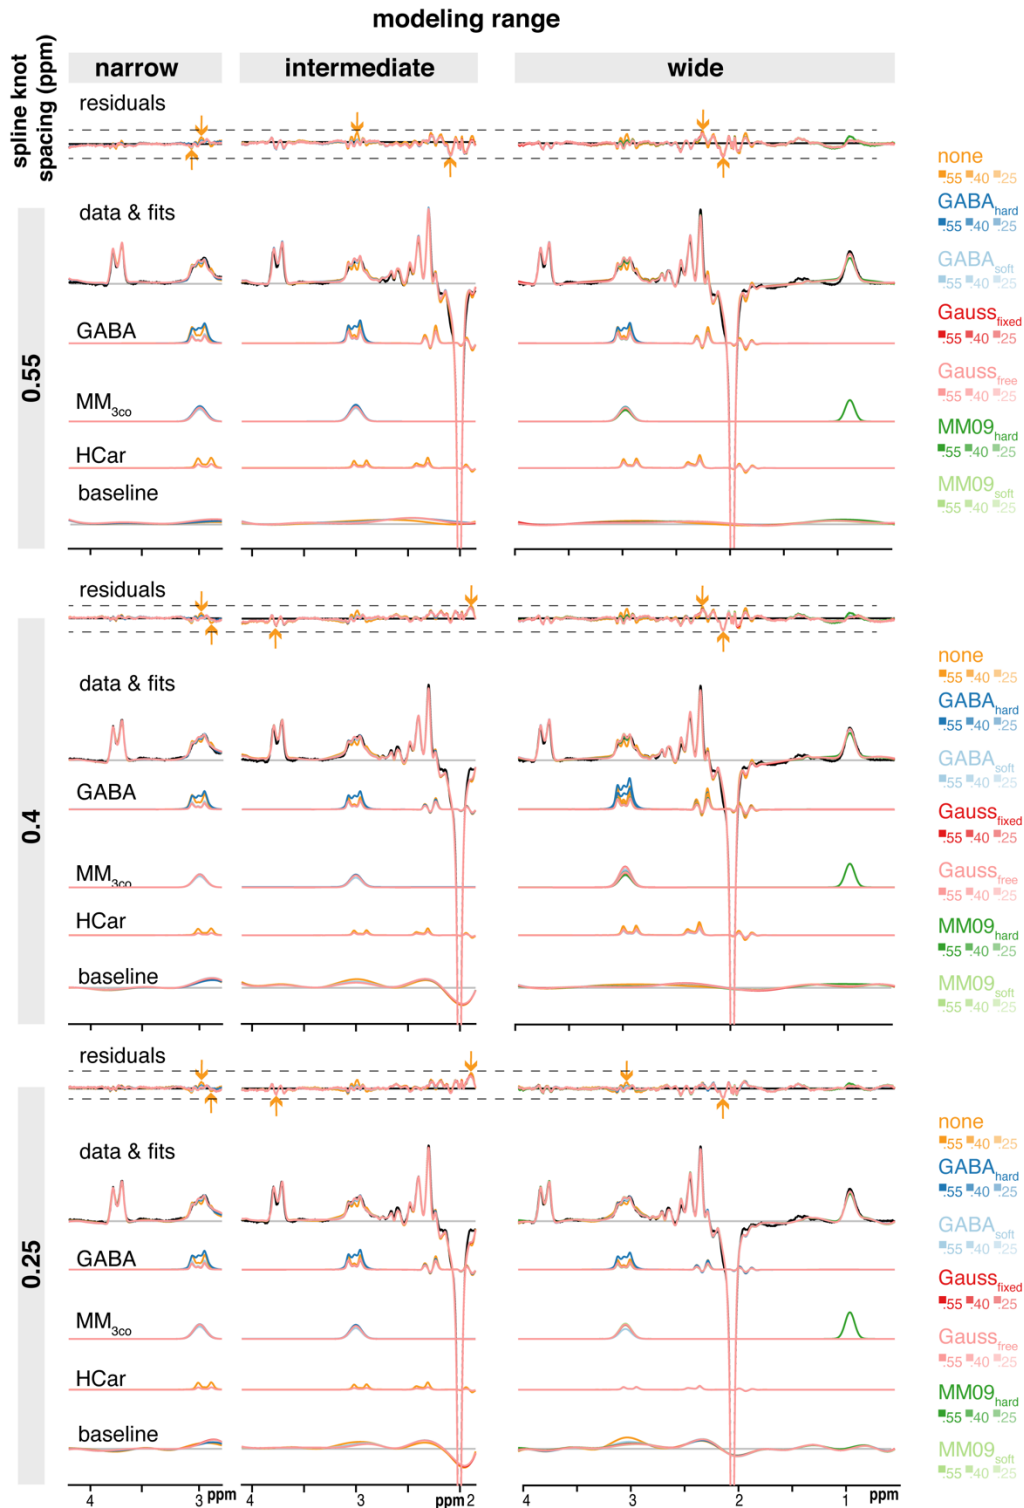 modeling range
spline knot
spacing (ppm)
narrow
intermediate
wide
0.55
residuals
data & fits
GABA
MM3co
HCar
baseline
none
.55 .40 .25
GABAhard
.55 .40 .25
GABAsoft
.55 .40 .25
Gaussfixed
.55 .40 .25
Gaussfree
.55 .40 .25
MM09hard
.55 .40 .25
MM09soft
.55 .40 .25
0.4
residuals
data & fits
GABA
MM3co
HCar
baseline
none
.55 .40 .25
GABAhard
.55 .40 .25
GABAsoft
.55 .40 .25
Gaussfixed
.55 .40 .25
Gaussfree
.55 .40 .25
MM09hard
.55 .40 .25
MM09soft
.55 .40 .25
0.25
residuals
data & fits
GABA
MM3co
HCar
baseline
none
.55 .40 .25
GABAhard
.55 .40 .25
GABAsoft
.55 .40 .25
Gaussfixed
.55 .40 .25
Gaussfree
.55 .40 .25
MM09hard
.55 .40 .25
MM09soft
.55 .40 .25
4 3 ppm
4 3 ppm 2
3 2 1 ppm